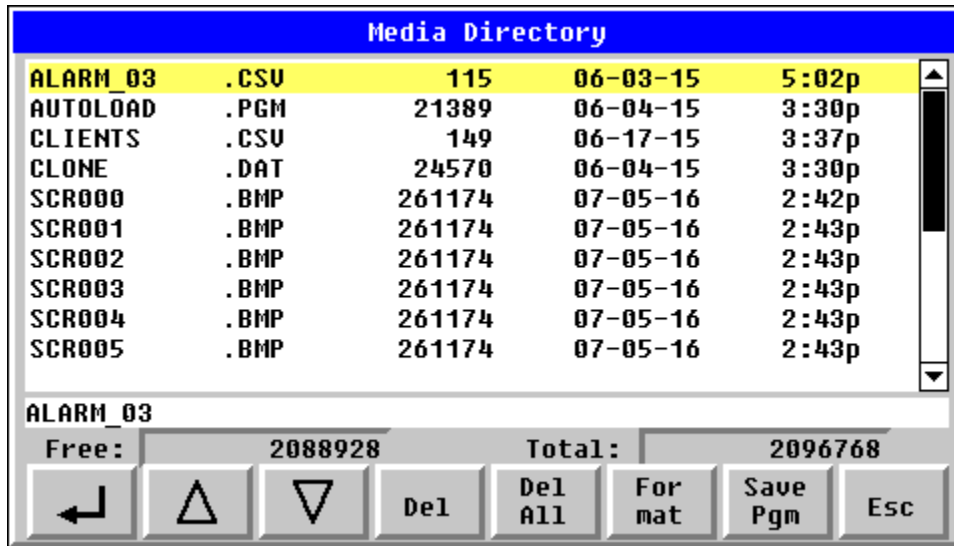 Media Directory
ALARM_03 .CSV 115 06-03-15 5:02p
AUTOLOAD .PGM 21389 06-04-15 3:30p
CLIENTS .CSV 149 06-17-15 3:37p
CLONE .DAT 24570 06-04-15 3:30p
SCR000 .BMP 261174 07-05-16 2:42p
SCR001 .BMP 261174 07-05-16 2:43p
SCR002 .BMP 261174 07-05-16 2:43p
SCR003 .BMP 261174 07-05-16 2:43p
SCR004 .BMP 261174 07-05-16 2:43p
SCR005 .BMP 261174 07-05-16 2:43p
ALARM_03
Free: 2088928 Total: 2096768
Del
Del
All
For
mat
Save
Pgm
Esc